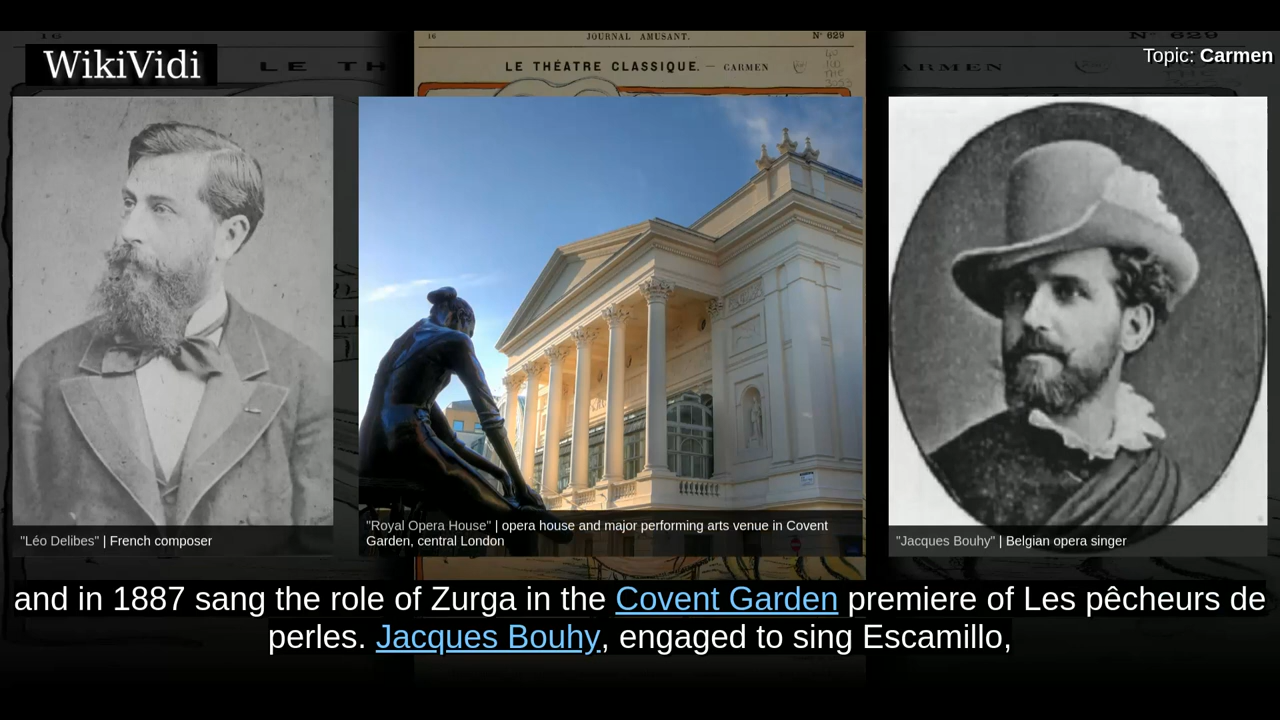 16
JOURNAL AMUSANT.
N° 629
LE THÉATRE CLASSIQUE. — CARMEN
WikiVidi
Topic: Carmen
"Léo Delibes" | French composer
"Royal Opera House" | opera house and major performing arts venue in Covent
Garden, central London
"Jacques Bouhy" | Belgian opera singer
and in 1887 sang the role of Zurga in the Covent Garden premiere of Les pêcheurs de
perles. Jacques Bouhy, engaged to sing Escamillo,